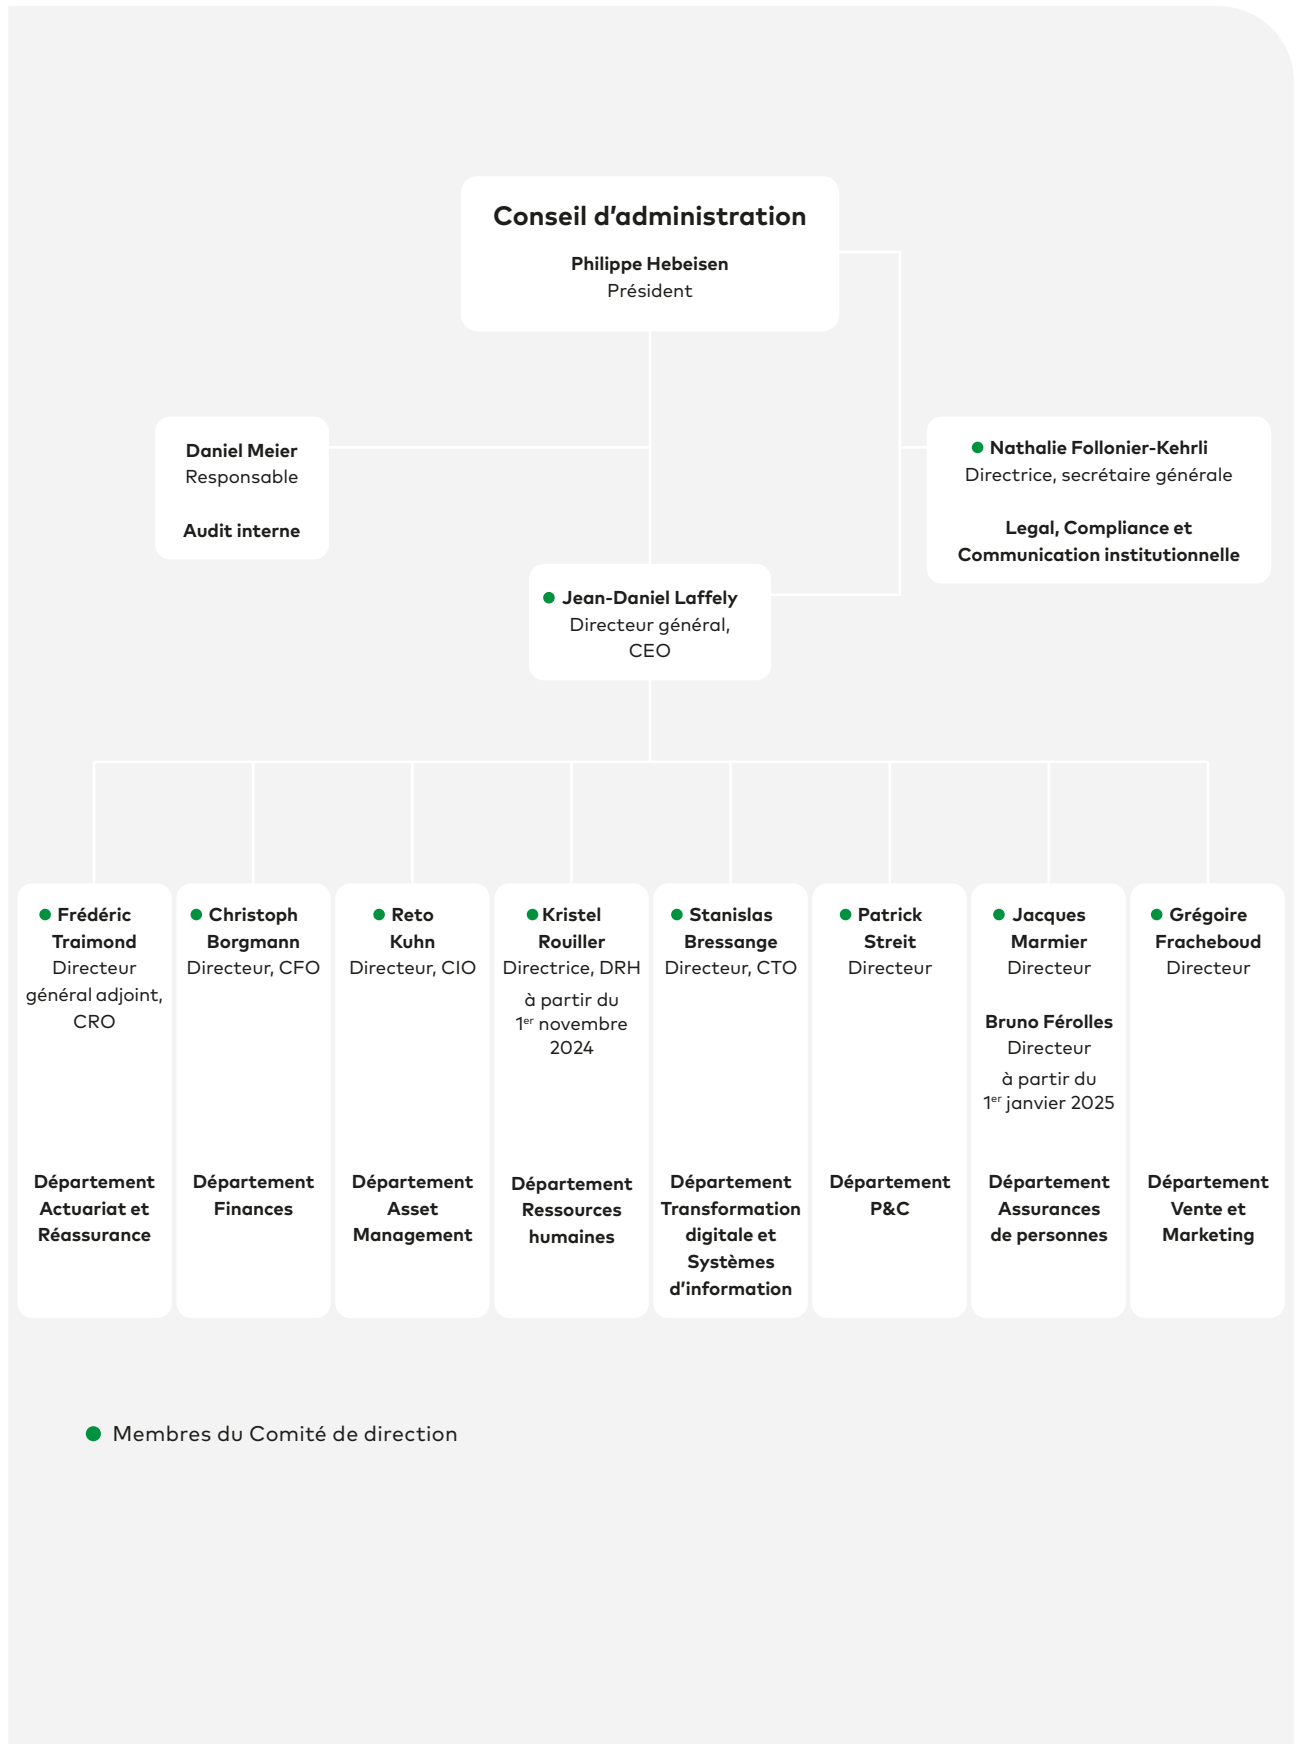 Conseil d’administration
Philippe Hebeisen
Président
Daniel Meier
Responsable
Audit interne
Nathalie Follonier-Kehrli
Directrice, secrétaire générale
Legal, Compliance et
Communication institutionnelle
Jean-Daniel Laffely
Directeur général,
CEO
Frédéric
Traimond
Directeur
général adjoint,
CRO
Département
Actuariat et
Réassurance
Christoph
Borgmann
Directeur, CFO
Département
Finances
Reto
Kuhn
Directeur, CIO
Département
Asset
Management
Kristel
Rouiller
Directrice, DRH
à partir du
1er novembre
2024
Département
Ressources
humaines
Stanislas
Bressange
Directeur, CTO
Département
Transformation
digitale et
Systèmes
d’information
Patrick
Streit
Directeur
Département
P&C
Jacques
Marmier
Directeur
Bruno Férolles
Directeur
à partir du
1er janvier 2025
Département
Assurances
de personnes
Grégoire
Fracheboud
Directeur
Département
Vente et
Marketing
Membres du Comité de direction